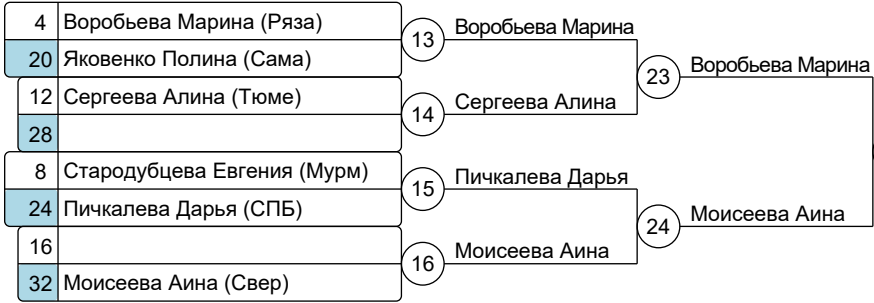 4 Воробьева Марина (Ряза)
20 Яковенко Полина (Сама)
13 Воробьева Марина
12 Сергеева Алина (Тюме)
28
14 Сергеева Алина
23 Воробьева Марина
8 Стародубцева Евгения (Мурм)
24 Пичкалева Дарья (СПБ)
15 Пичкалева Дарья
16
32 Моисеева Аина (Свер)
16 Моисеева Аина
24 Моисеева Аина